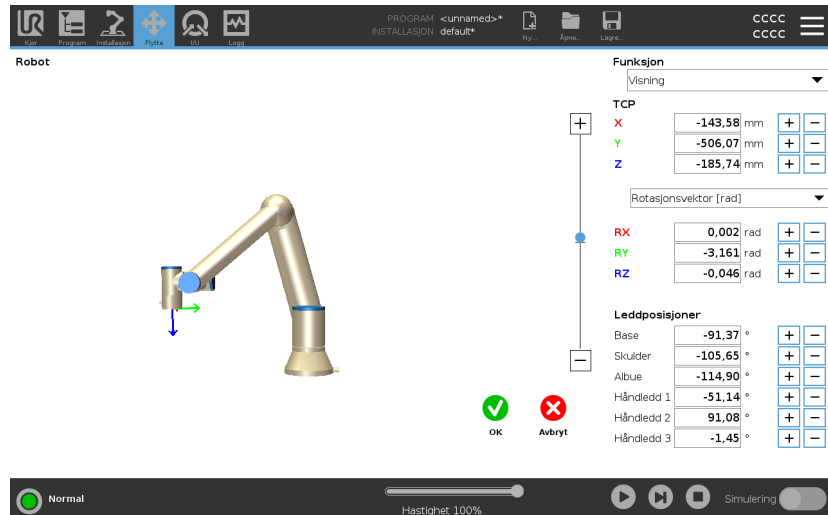 PROGRAM <unnamed>*
INSTALLASJON default*
CCCC
CCCC
UR
Kjør Program Installasjon Flytte I/U Logg Ny... Åpne... Lagre...
Robot
Funksjon
Visning
TCP
X -143,58 mm + −
Y -506,07 mm + −
Z -185,74 mm + −
Rotasjonsvektor [rad]
RX 0,002 rad + −
RY -3,161 rad + −
RZ -0,046 rad + −
Leddposisjoner
Base -91,37 ° + −
Skulder -105,65 ° + −
Albue -114,90 ° + −
Håndledd 1 -51,14 ° + −
Håndledd 2 91,08 ° + −
Håndledd 3 -1,45 ° + −
OK Avbryt
Normal
Hastighet 100%
Simulering